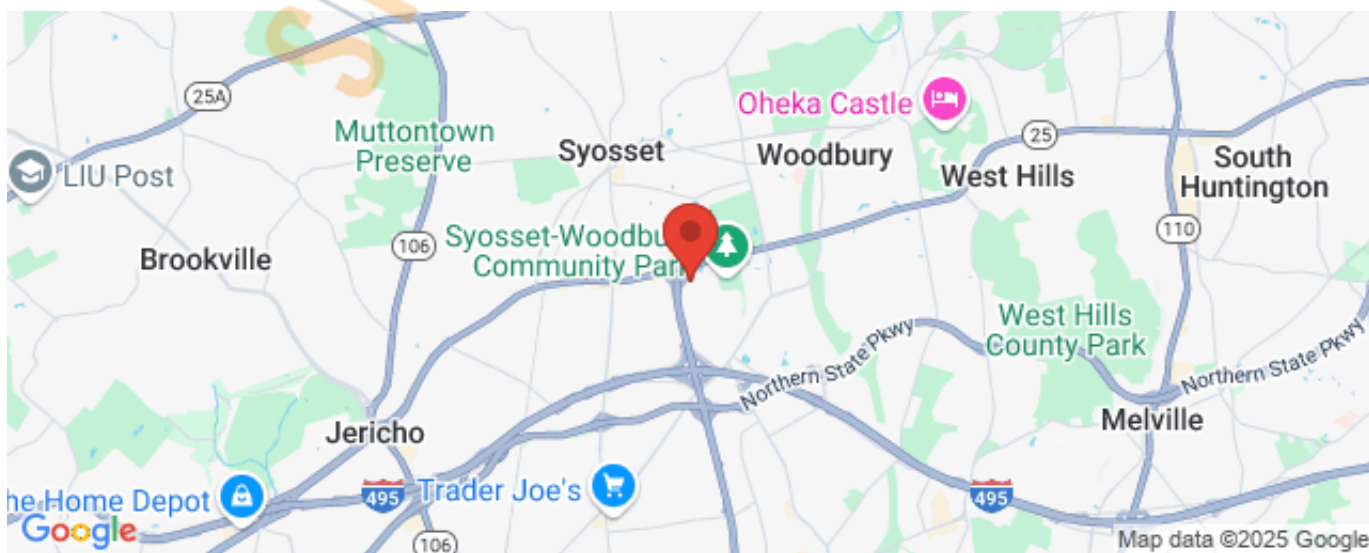 25A
Oheka Castle
Muttontown
Preserve
Syosset
Woodbury
25
LIU Post
West Hills
South
Huntington
106
Syosset-Woodbu
Community Park
110
Brookville
West Hills
County Park
Northern State Pkwy
Northern State Pkwy
Jericho
Melville
495
Trader Joe's
495
he Home Depot
Google
106
Map data ©2025 Google